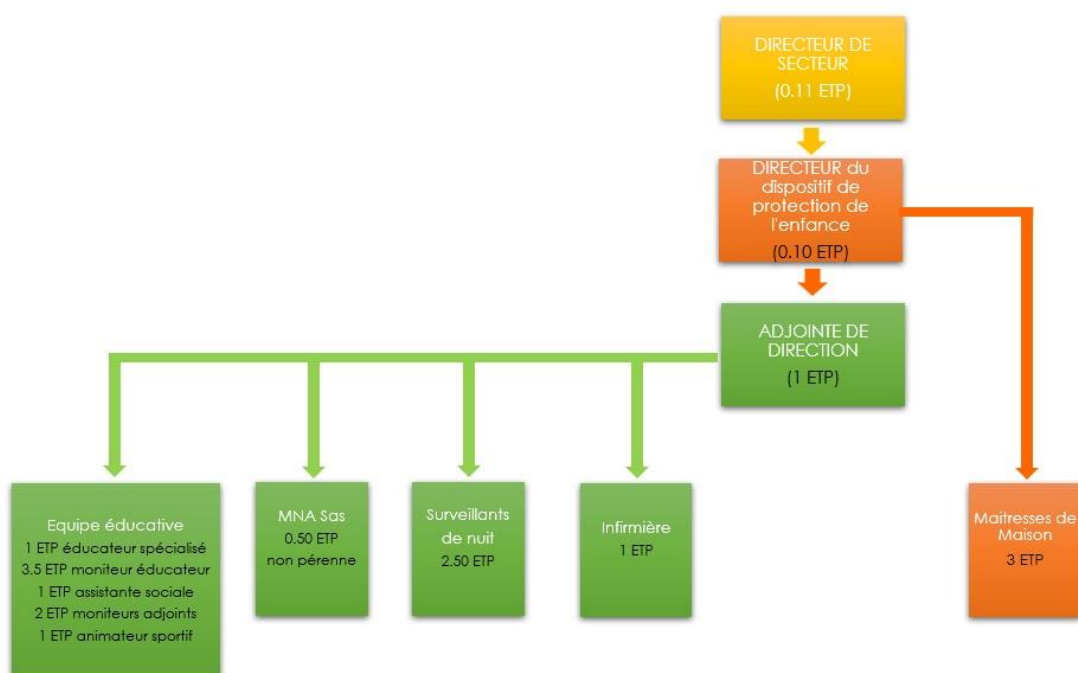 DIRECTEUR DE
SECTEUR
(0.11 ETP)
DIRECTEUR du
dispositif de
protection de
l'enfance
(0.10 ETP)
ADJOINTE DE
DIRECTION
(1 ETP)
Equipe éducative
1 ETP éducateur spécialisé
3.5 ETP moniteur éducateur
1 ETP assistante sociale
2 ETP moniteurs adjoints
1 ETP animateur sportif
MNA Sas
0.50 ETP
non pérenne
Surveillants
de nuit
2.50 ETP
Infirmière
1 ETP
Maitresses de
Maison
3 ETP